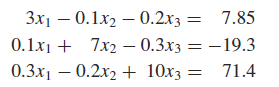 3x₁ − 0.1x₂ − 0.2x₃ = 7.85
0.1x₁ + 7x₂ − 0.3x₃ = −19.3
0.3x₁ − 0.2x₂ + 10x₃ = 71.4